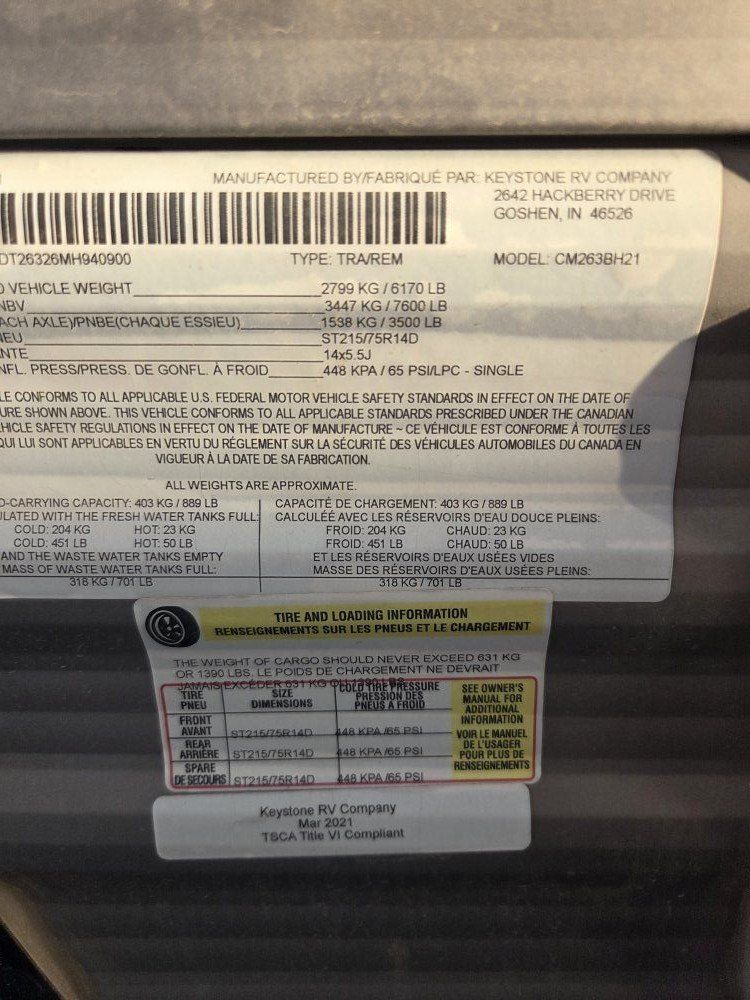 MANUFACTURED BY/FABRIQUÉ PAR: KEYSTONE RV COMPANY
2642 HACKBERRY DRIVE
GOSHEN, IN 46526
DT26326MH940900 TYPE: TRA/REM MODEL: CM263BH21
VEHICLE WEIGHT 2799 KG / 6170 LB
NBV 3447 KG / 7600 LB
ACH AXLE)/PNBE(CHAQUE ESSIEU) 1538 KG / 3500 LB
EU ST215/75R14D
NTE 14x5.5J
NFL. PRESS/PRESS. DE GONFL. À FROID 448 KPA / 65 PSI/LPC - SINGLE
LE CONFORMS TO ALL APPLICABLE U.S. FEDERAL MOTOR VEHICLE SAFETY STANDARDS IN EFFECT ON THE DATE OF
URE SHOWN ABOVE. THIS VEHICLE CONFORMS TO ALL APPLICABLE STANDARDS PRESCRIBED UNDER THE CANADIAN
HICLE SAFETY REGULATIONS IN EFFECT ON THE DATE OF MANUFACTURE ~ CE VÉHICULE EST CONFORME À TOUTES LES
QUI LUI SONT APPLICABLES EN VERTU DU RÉGLEMENT SUR LA SÉCURITÉ DES VÉHICULES AUTOMOBILES DU CANADA EN
VIGUEUR À LA DATE DE SA FABRICATION.
ALL WEIGHTS ARE APPROXIMATE.
O-CARRYING CAPACITY: 403 KG / 889 LB CAPACITÉ DE CHARGEMENT: 403 KG / 889 LB
ULATED WITH THE FRESH WATER TANKS FULL: CALCULÉE AVEC LES RÉSERVOIRS D'EAU DOUCE PLEINS:
COLD: 204 KG HOT: 23 KG FROID: 204 KG CHAUD: 23 KG
COLD: 451 LB HOT: 50 LB FROID: 451 LB CHAUD: 50 LB
AND THE WASTE WATER TANKS EMPTY ET LES RÉSERVOIRS D'EAUX USÉES VIDES
MASS OF WASTE WATER TANKS FULL: MASSE DES RÉSERVOIRS D'EAUX USÉES PLEINS:
318 KG / 701 LB 318 KG / 701 LB
TIRE AND LOADING INFORMATION
RENSEIGNEMENTS SUR LES PNEUS ET LE CHARGEMENT
THE WEIGHT OF CARGO SHOULD NEVER EXCEED 631 KG
OR 1390 LBS. LE POIDS DE CHARGEMENT NE DEVRAIT
JAMAIS EXCÉDER 631 KG OU 1390 LBS.
TIRE SIZE COLD TIRE PRESSURE
PNEU DIMENSIONS PRESSION DES
PNEUS A FROID
FRONT
AVANT ST215/75R14D 448 KPA /65 PSI
REAR
ARRIÈRE ST215/75R14D 448 KPA /65 PSI
SPARE
DE SECOURS ST215/75R14D 448 KPA /65 PSI
SEE OWNER'S
MANUAL FOR
ADDITIONAL
INFORMATION
VOIR LE MANUEL
DE L'USAGER
POUR PLUS DE
RENSEIGNEMENTS
Keystone RV Company
Mar 2021
TSCA Title VI Compliant